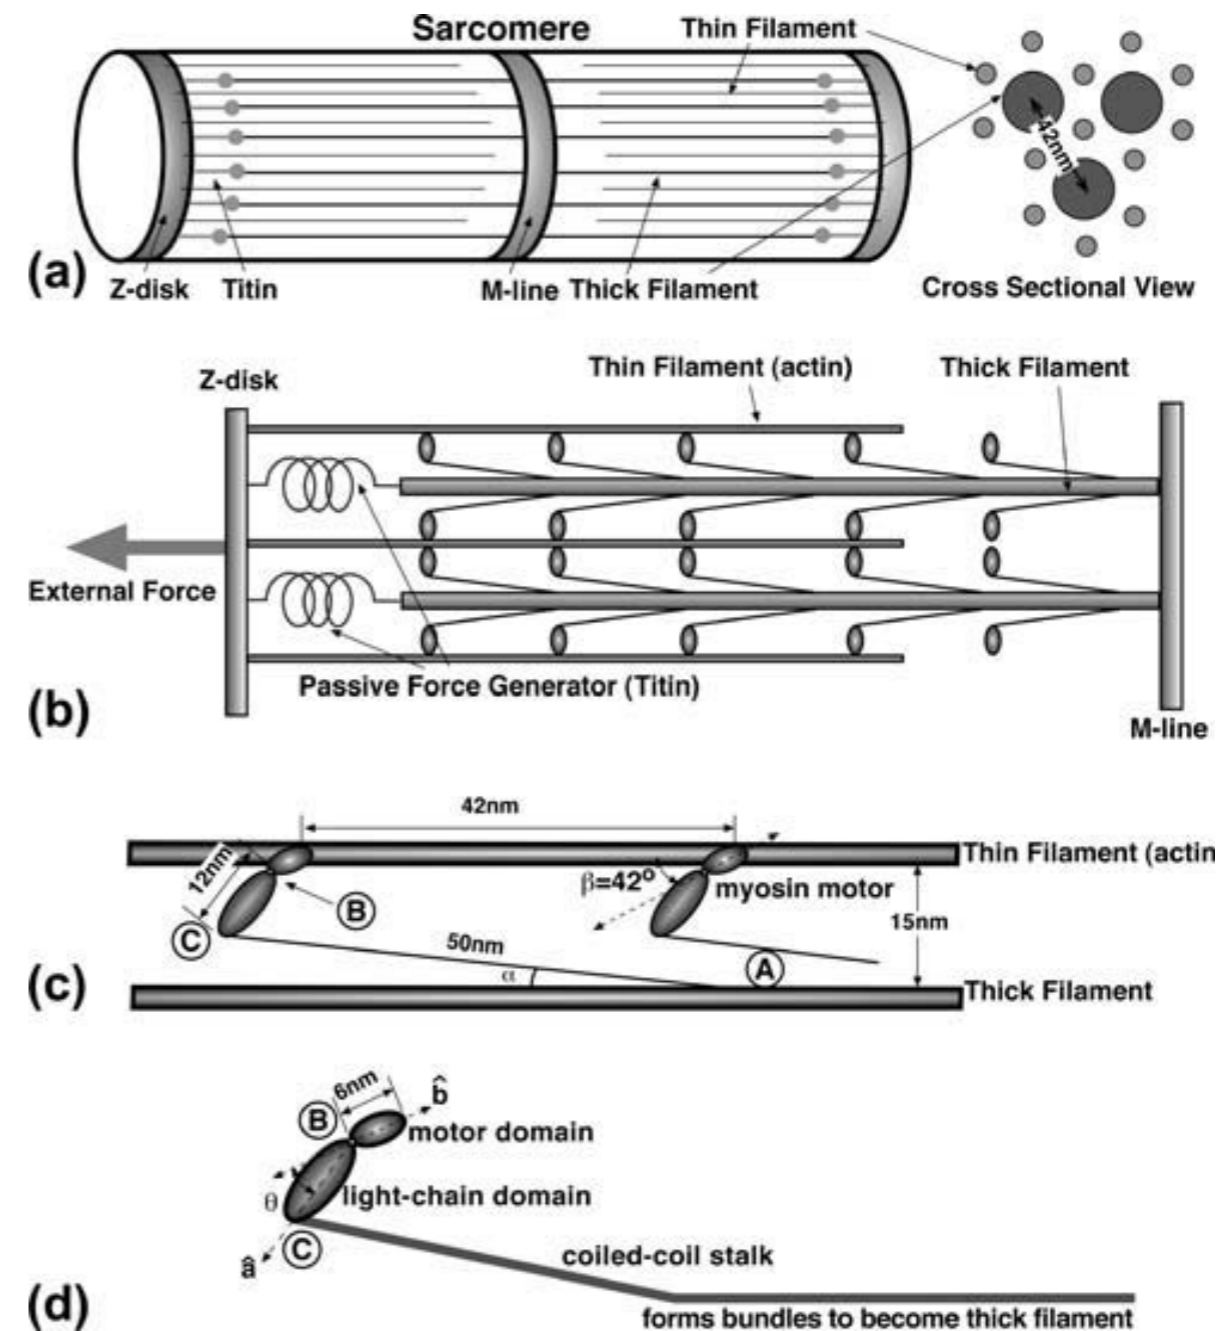 Sarcomere
Thin Filament
42nm
(a)
Z-disk
Titin
M-line
Thick Filament
Cross Sectional View
Z-disk
Thin Filament (actin)
Thick Filament
External Force
Passive Force Generator (Titin)
(b)
M-line
42nm
12nm
Thin Filament (actin
β=42°
myosin motor
B
15nm
C
50nm
A
α
(c)
Thick Filament
6nm
b̂
B
motor domain
θ
light-chain domain
C
â
coiled-coil stalk
(d)
forms bundles to become thick filament